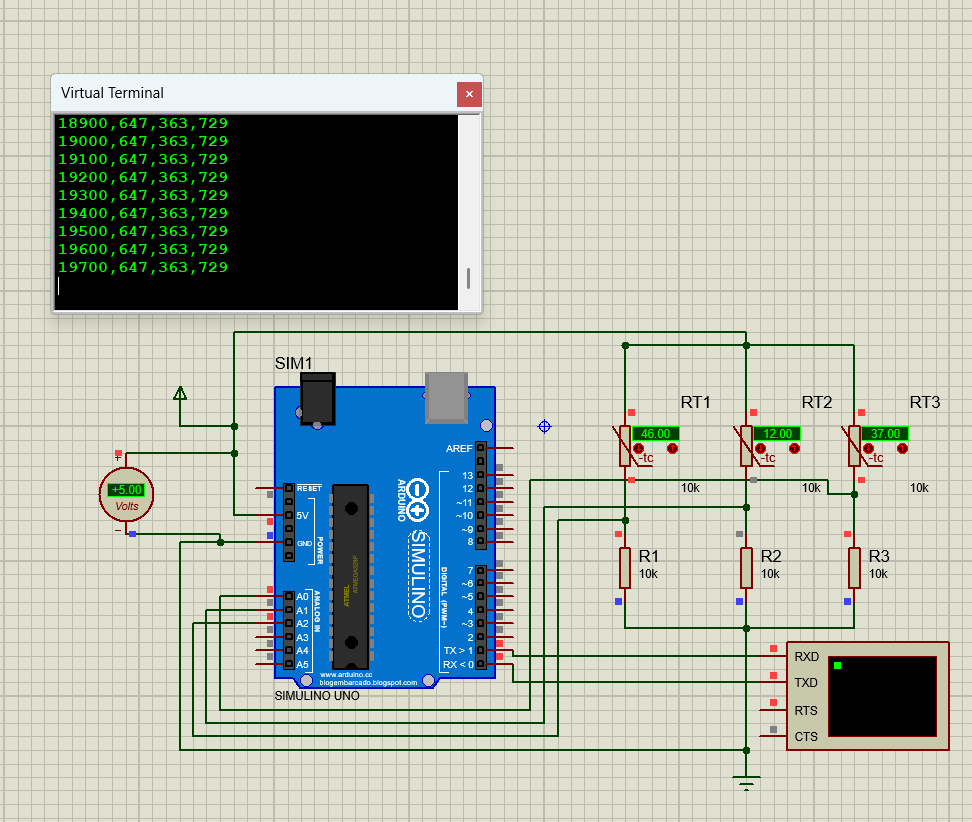 Virtual Terminal
18900,647,363,729
19000,647,363,729
19100,647,363,729
19200,647,363,729
19300,647,363,729
19400,647,363,729
19500,647,363,729
19600,647,363,729
19700,647,363,729
SIM1
RT1
RT2
RT3
46.00
12.00
37.00
-tc
-tc
-tc
10k
10k
10k
+5.00
Volts
RESET
5V
GND
POWER
A0
A1
A2
A3
A4
A5
ANALOG IN
ATMEL
ATMEGA328P
ARDUINO
SIMULINO
AREF
13
12
~11
~10
~9
8
7
~6
~5
4
~3
2
TX > 1
RX < 0
DIGITAL (PWM~)
www.arduino.cc
blogembarcado.blogspot.com
SIMULINO UNO
R1
10k
R2
10k
R3
10k
RXD
TXD
RTS
CTS